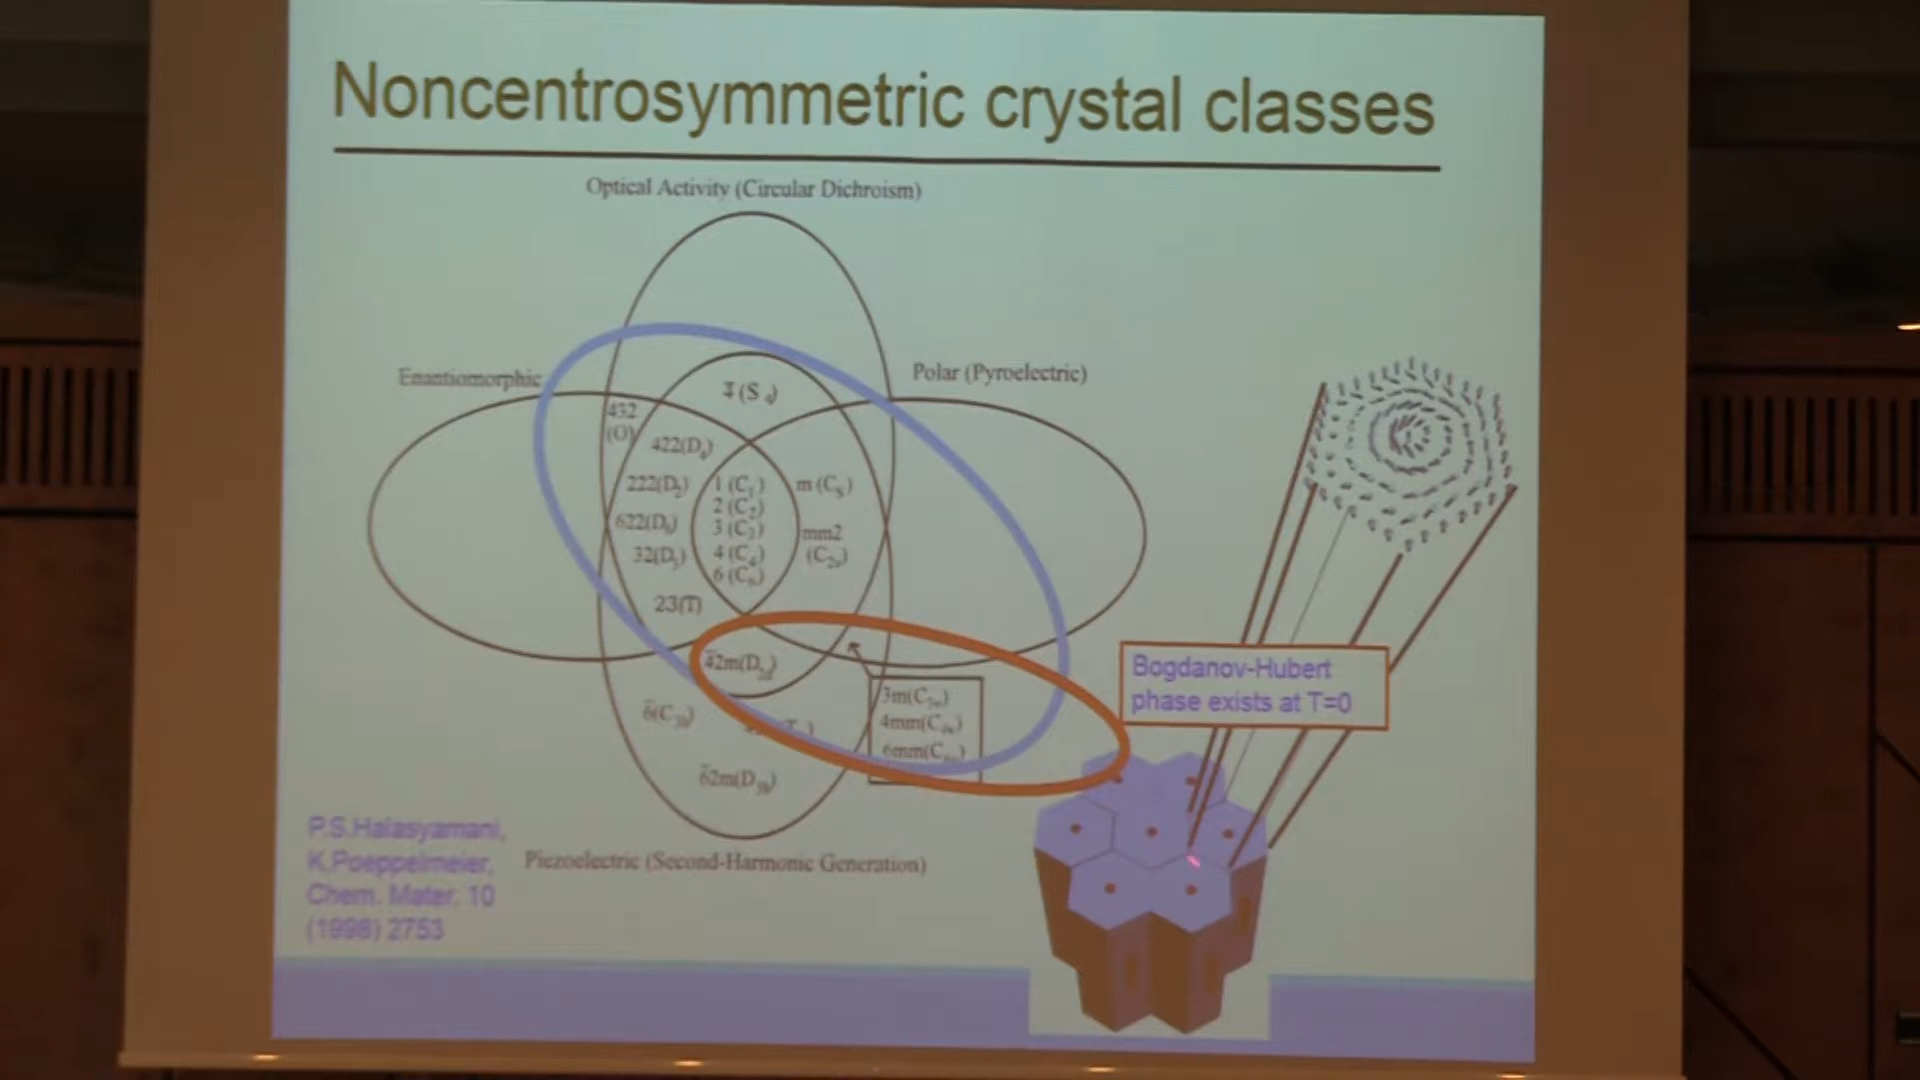 Noncentrosymmetric crystal classes
Optical Activity (Circular Dichroism)
Enantiomorphic
Polar (Pyroelectric)
4̄(S₄)
432
(O)
422(D₄)
222(D₂)
622(D₆)
32(D₃)
23(T)
1 (C₁)
2 (C₂)
3 (C₃)
4 (C₄)
6 (C₆)
m (Cₛ)
mm2
(C₂ᵥ)
4̄2m(D₂d)
6̄(C₃ₕ)
6̄2m(D₃ₕ)
3m(C₃ᵥ)
4mm(C₄ᵥ)
6mm(C₆ᵥ)
Bogdanov-Hubert
phase exists at T=0
Piezoelectric (Second-Harmonic Generation)
P.S.Halasyamani,
K.Poeppelmeier,
Chem. Mater. 10
(1998) 2753